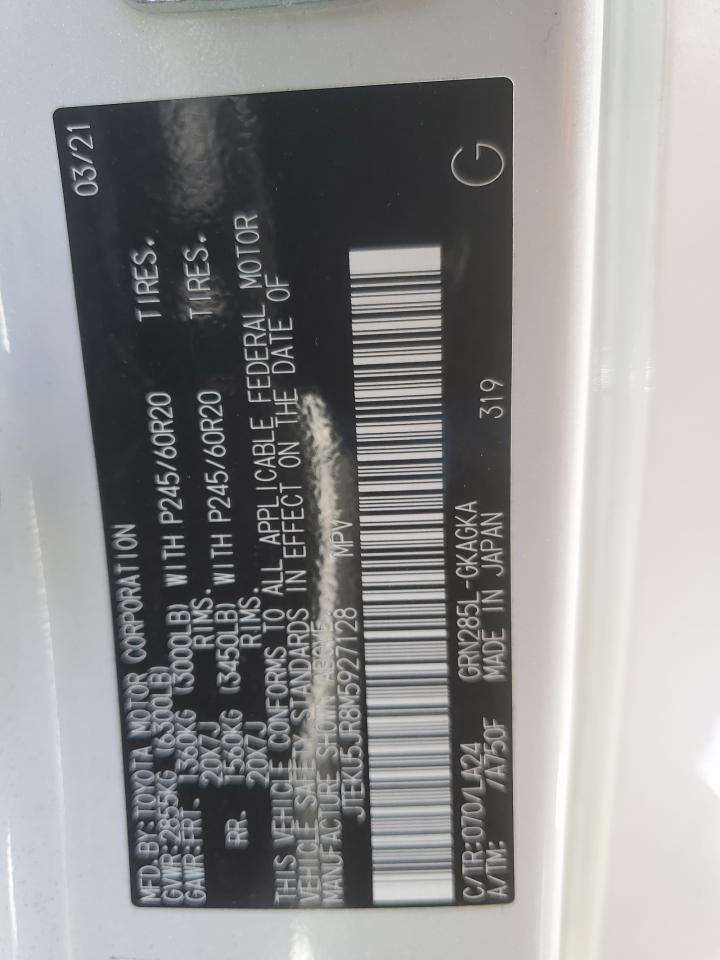 MFD.BY:TOYOTA MOTOR CORPORATION 03/21
GVWR:2855KG (6300LB)
GAWR:FRT. 1360KG (3000LB) WITH P245/60R20 TIRES.
20X7J RIMS.
RR. 1560KG (3450LB) WITH P245/60R20 TIRES.
20X7J RIMS.
THIS VEHICLE CONFORMS TO ALL APPLICABLE FEDERAL MOTOR
VEHICLE SAFETY STANDARDS IN EFFECT ON THE DATE OF
MANUFACTURE SHOWN ABOVE.
JTEKU5JR8M5927128 MPV
C/TR:070/LA24 GRN285L-GKAGKA
A/TM: /A750F MADE IN JAPAN 319 G